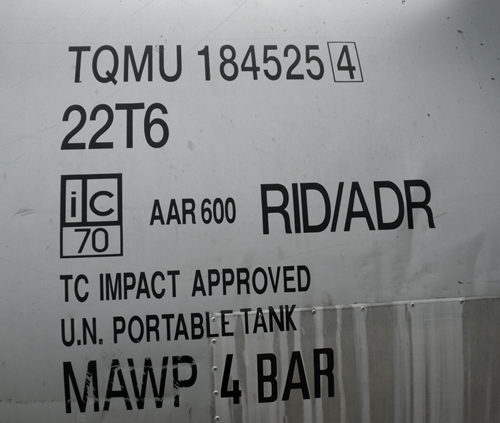 TQMU 184525 4
22T6
ic
70
AAR 600
RID/ADR
TC IMPACT APPROVED
U.N. PORTABLE TANK
MAWP 4 BAR